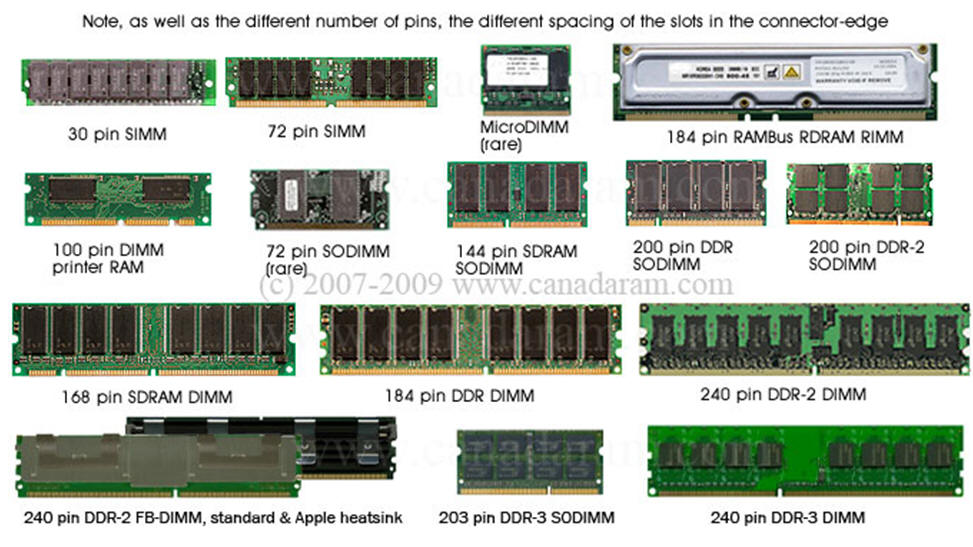 Note, as well as the different number of pins, the different spacing of the slots in the connector-edge
30 pin SIMM
72 pin SIMM
MicroDIMM
(rare)
184 pin RAMBus RDRAM RIMM
100 pin DIMM
printer RAM
72 pin SODIMM
(rare)
144 pin SDRAM
SODIMM
200 pin DDR
SODIMM
200 pin DDR-2
SODIMM
(c) 2007-2009 www.canadaram.com
168 pin SDRAM DIMM
184 pin DDR DIMM
240 pin DDR-2 DIMM
240 pin DDR-2 FB-DIMM, standard & Apple heatsink
203 pin DDR-3 SODIMM
240 pin DDR-3 DIMM